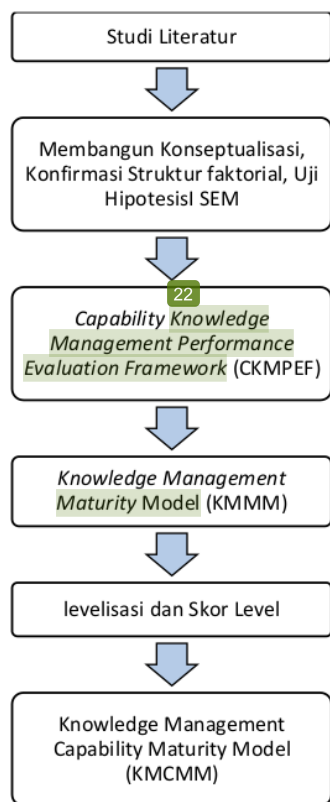 Studi Literatur
Membangun Konseptualisasi,
Konfirmasi Struktur faktorial, Uji
HipotesisI SEM
22
Capability Knowledge
Management Performance
Evaluation Framework (CKMPEF)
Knowledge Management
Maturity Model (KMMM)
levelisasi dan Skor Level
Knowledge Management
Capability Maturity Model
(KMCMM)